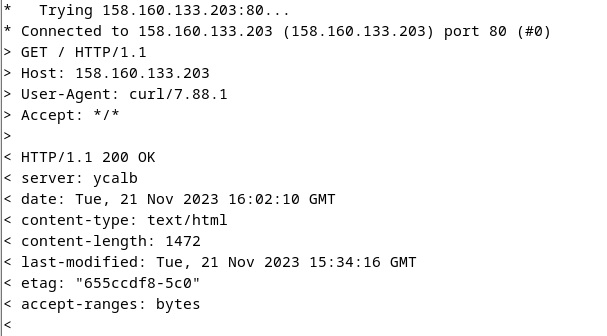 *   Trying 158.160.133.203:80...
* Connected to 158.160.133.203 (158.160.133.203) port 80 (#0)
> GET / HTTP/1.1
> Host: 158.160.133.203
> User-Agent: curl/7.88.1
> Accept: */*
>
< HTTP/1.1 200 OK
< server: ycalb
< date: Tue, 21 Nov 2023 16:02:10 GMT
< content-type: text/html
< content-length: 1472
< last-modified: Tue, 21 Nov 2023 15:34:16 GMT
< etag: "655ccdf8-5c0"
< accept-ranges: bytes
<